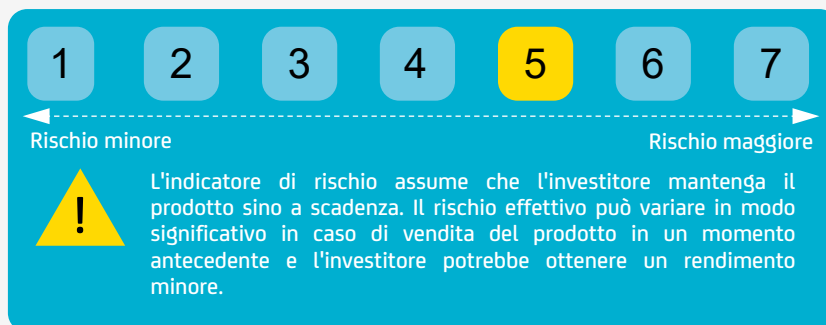 1 2 3 4 5 6 7
Rischio minore Rischio maggiore
! L'indicatore di rischio assume che l'investitore mantenga il
prodotto sino a scadenza. Il rischio effettivo può variare in modo
significativo in caso di vendita del prodotto in un momento
antecedente e l'investitore potrebbe ottenere un rendimento
minore.